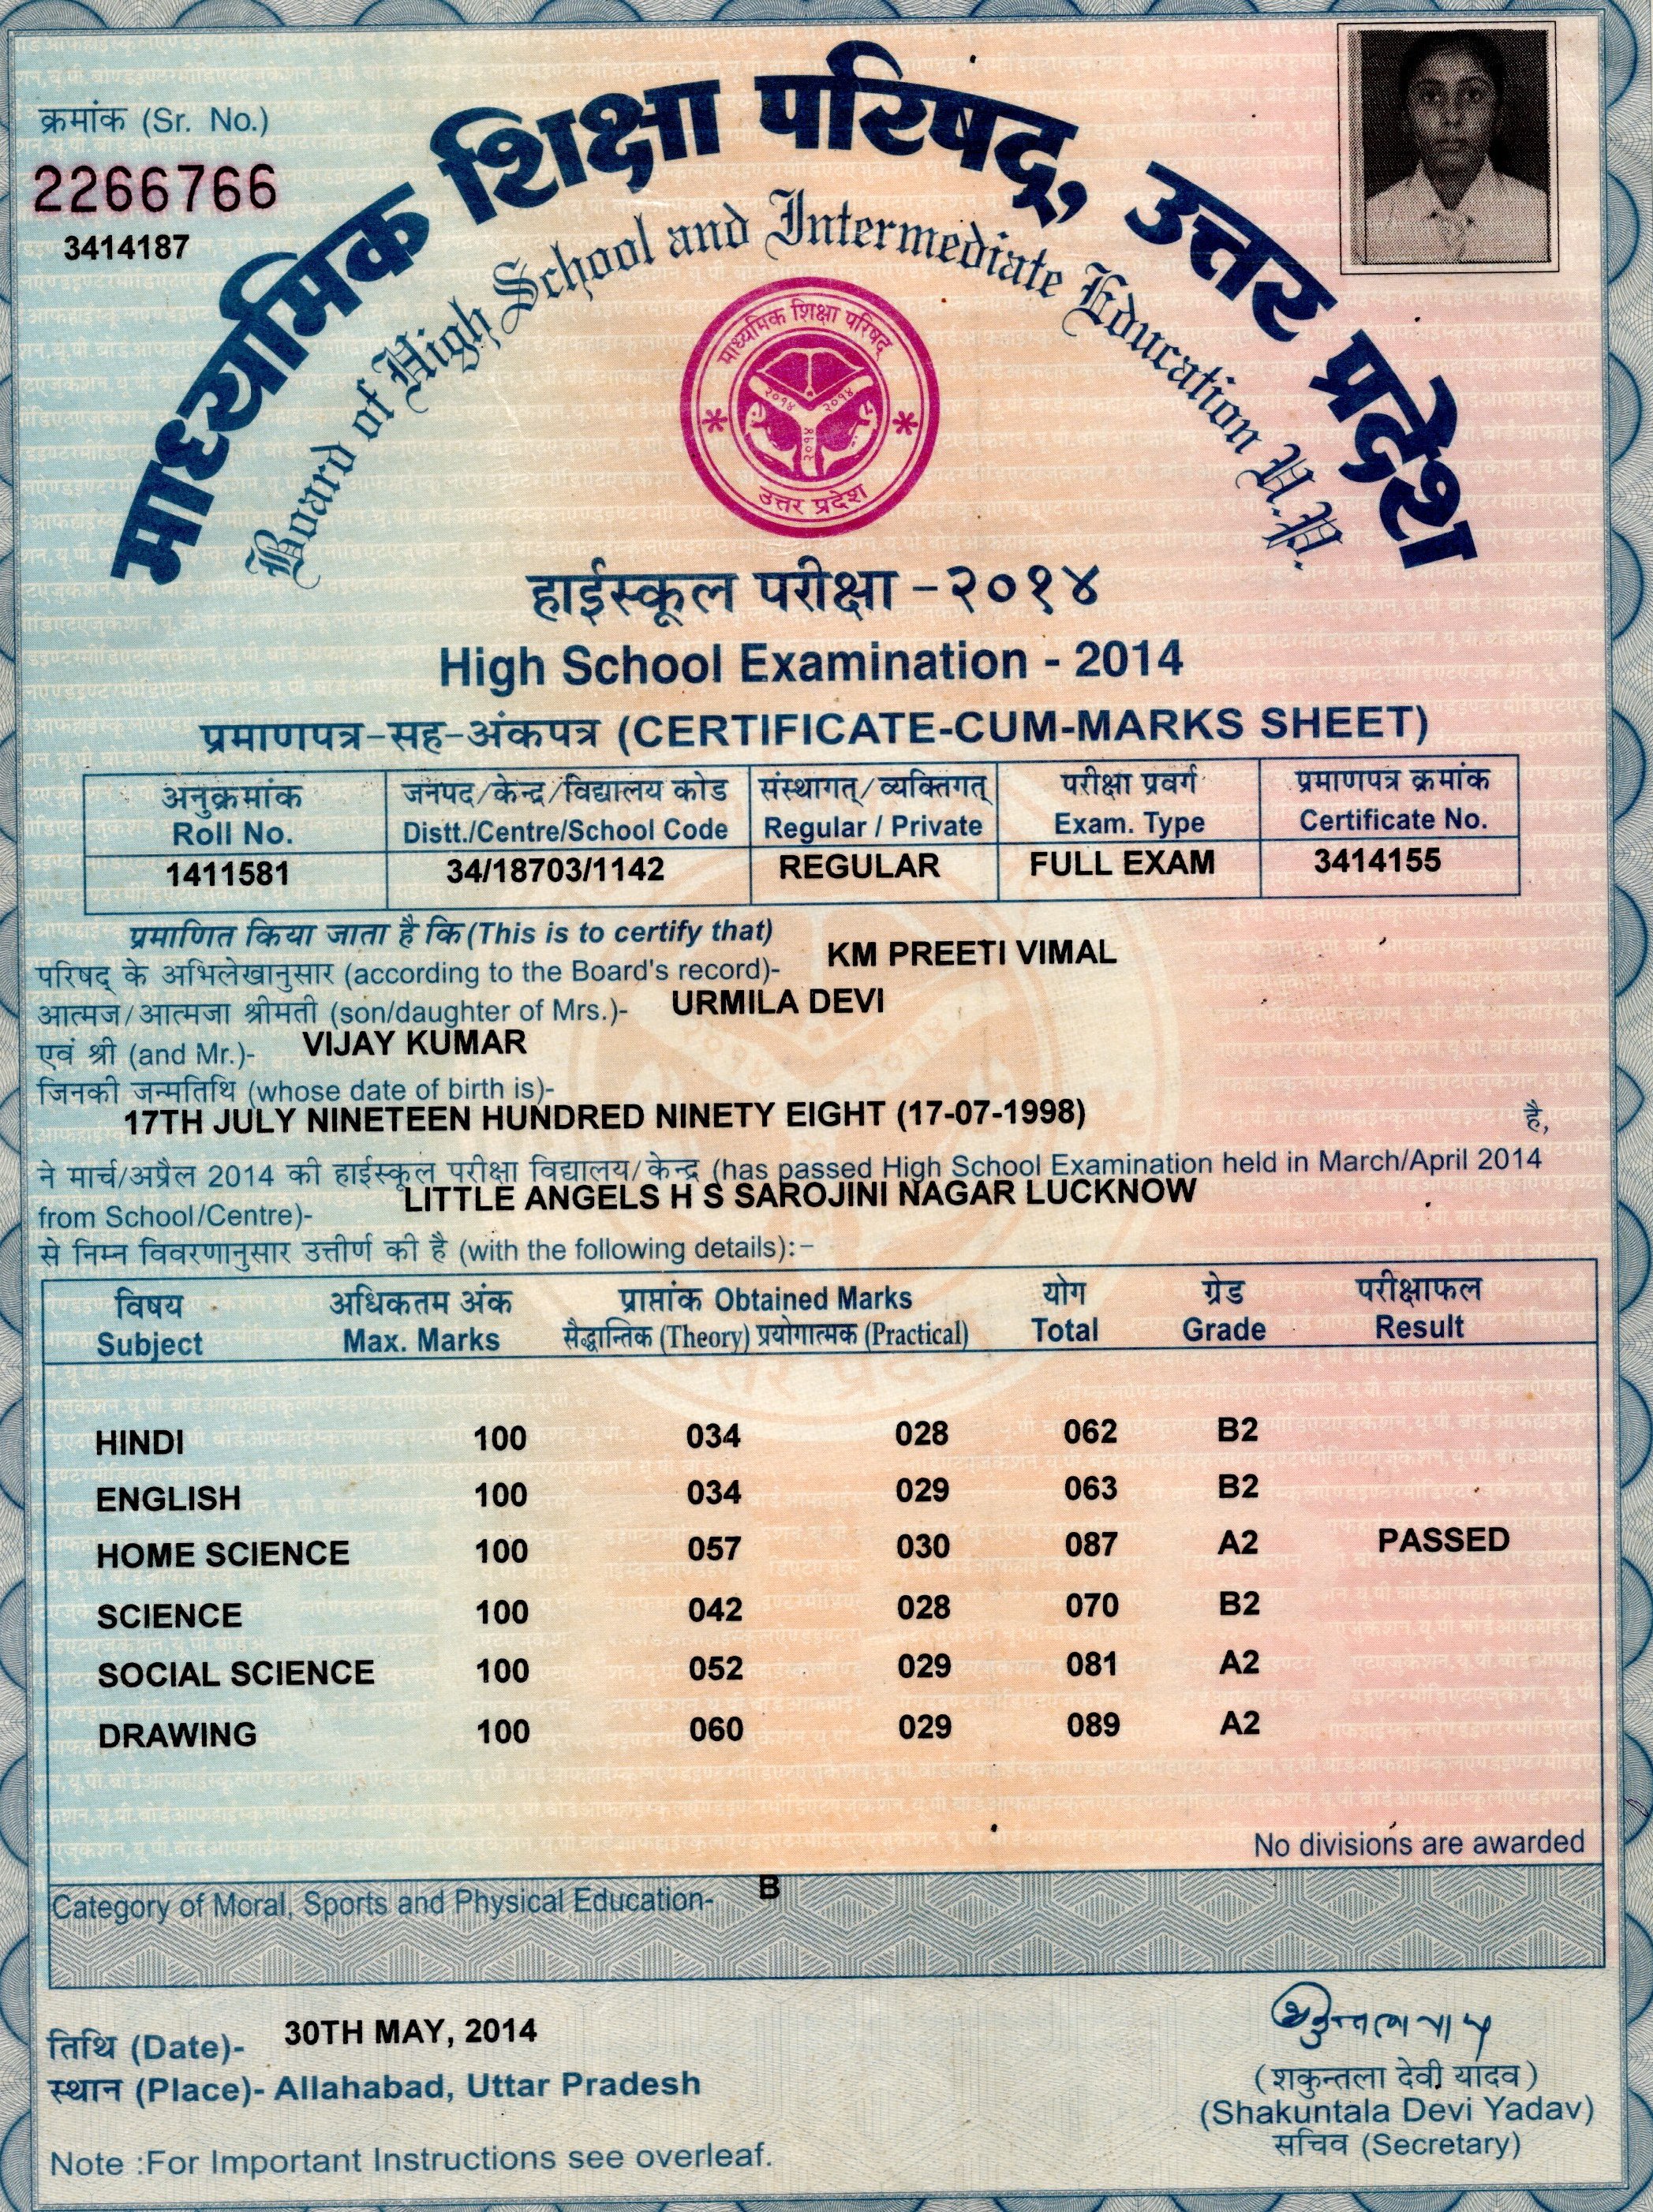 क्रमांक (Sr. No.)
2266766
3414187
माध्यमिक शिक्षा परिषद्, उत्तर प्रदेश
Board of High School and Intermediate Education U.P.
माध्यमिक शिक्षा परिषद्
२०१४ २०१४
२०१४
उत्तर प्रदेश
हाईस्कूल परीक्षा - २०१४
High School Examination - 2014
प्रमाणपत्र-सह-अंकपत्र (CERTIFICATE-CUM-MARKS SHEET)
अनुक्रमांक जनपद/केन्द्र/विद्यालय कोड संस्थागत्/व्यक्तिगत् परीक्षा प्रवर्ग प्रमाणपत्र क्रमांक
Roll No. Distt./Centre/School Code Regular / Private Exam. Type Certificate No.
1411581 34/18703/1142 REGULAR FULL EXAM 3414155
प्रमाणित किया जाता है कि (This is to certify that)
परिषद् के अभिलेखानुसार (according to the Board's record)- KM PREETI VIMAL
आत्मज/आत्मजा श्रीमती (son/daughter of Mrs.)- URMILA DEVI
एवं श्री (and Mr.)- VIJAY KUMAR
जिनकी जन्मतिथि (whose date of birth is)-
17TH JULY NINETEEN HUNDRED NINETY EIGHT (17-07-1998) है,
ने मार्च/अप्रैल 2014 की हाईस्कूल परीक्षा विद्यालय/केन्द्र (has passed High School Examination held in March/April 2014
from School/Centre)- LITTLE ANGELS H S SAROJINI NAGAR LUCKNOW
से निम्न विवरणानुसार उत्तीर्ण की है (with the following details):-
विषय अधिकतम अंक प्राप्तांक Obtained Marks योग ग्रेड परीक्षाफल
Subject Max. Marks सैद्धान्तिक (Theory) प्रयोगात्मक (Practical) Total Grade Result
HINDI 100 034 028 062 B2
ENGLISH 100 034 029 063 B2
HOME SCIENCE 100 057 030 087 A2 PASSED
SCIENCE 100 042 028 070 B2
SOCIAL SCIENCE 100 052 029 081 A2
DRAWING 100 060 029 089 A2
No divisions are awarded
Category of Moral, Sports and Physical Education- B
तिथि (Date)- 30TH MAY, 2014
स्थान (Place)- Allahabad, Uttar Pradesh
(शकुन्तला देवी यादव)
(Shakuntala Devi Yadav)
सचिव (Secretary)
Note :For Important Instructions see overleaf.